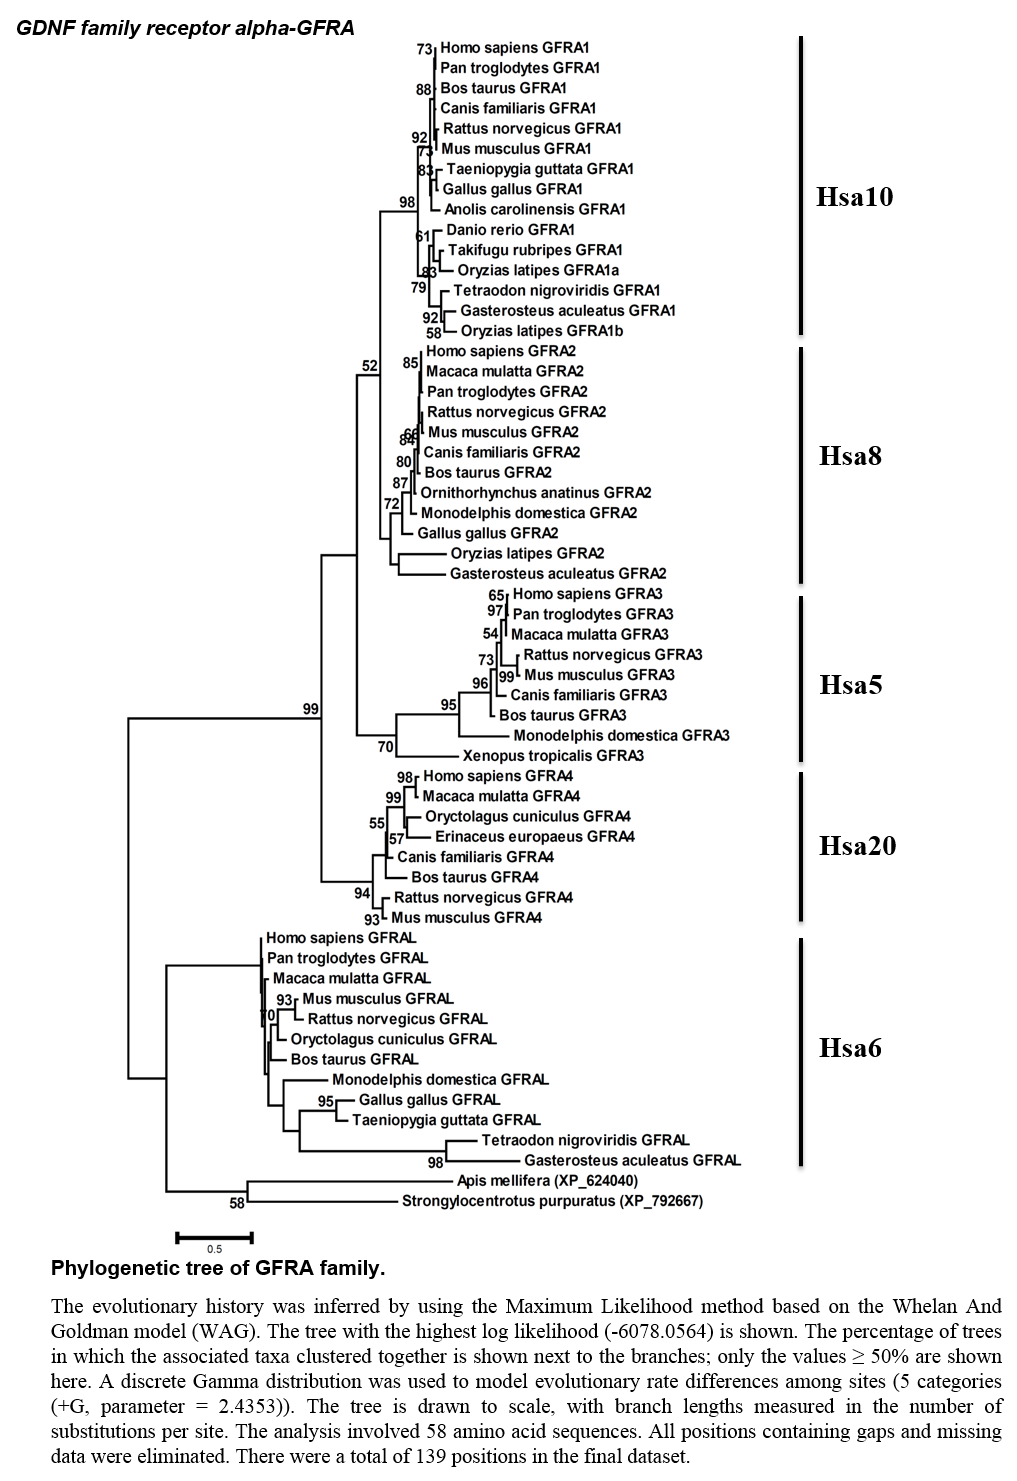 GDNF family receptor alpha-GFRA
73
Homo sapiens GFRA1
Pan troglodytes GFRA1
88
Bos taurus GFRA1
Canis familiaris GFRA1
Rattus norvegicus GFRA1
92
73
Mus musculus GFRA1
83
Taeniopygia guttata GFRA1
Gallus gallus GFRA1
Hsa10
98
Anolis carolinensis GFRA1
Danio rerio GFRA1
61
Takifugu rubripes GFRA1
83
Oryzias latipes GFRA1a
79
Tetraodon nigroviridis GFRA1
Gasterosteus aculeatus GFRA1
92
58
Oryzias latipes GFRA1b
Homo sapiens GFRA2
85
52
Macaca mulatta GFRA2
Pan troglodytes GFRA2
Rattus norvegicus GFRA2
66
Mus musculus GFRA2
84
Canis familiaris GFRA2
Hsa8
80
Bos taurus GFRA2
87
Ornithorhynchus anatinus GFRA2
72
Monodelphis domestica GFRA2
Gallus gallus GFRA2
Oryzias latipes GFRA2
Gasterosteus aculeatus GFRA2
65
Homo sapiens GFRA3
97
Pan troglodytes GFRA3
54
Macaca mulatta GFRA3
Rattus norvegicus GFRA3
73
99
Mus musculus GFRA3
Hsa5
96
Canis familiaris GFRA3
95
Bos taurus GFRA3
99
Monodelphis domestica GFRA3
70
Xenopus tropicalis GFRA3
98
Homo sapiens GFRA4
99
Macaca mulatta GFRA4
55
Oryctolagus cuniculus GFRA4
57
Erinaceus europaeus GFRA4
Hsa20
Canis familiaris GFRA4
Bos taurus GFRA4
94
Rattus norvegicus GFRA4
93
Mus musculus GFRA4
Homo sapiens GFRAL
Pan troglodytes GFRAL
Macaca mulatta GFRAL
93
Mus musculus GFRAL
70
Rattus norvegicus GFRAL
Oryctolagus cuniculus GFRAL
Hsa6
Bos taurus GFRAL
Monodelphis domestica GFRAL
95
Gallus gallus GFRAL
Taeniopygia guttata GFRAL
Tetraodon nigroviridis GFRAL
98
Gasterosteus aculeatus GFRAL
Apis mellifera (XP_624040)
58
Strongylocentrotus purpuratus (XP_792667)
0.5
Phylogenetic tree of GFRA family.
The evolutionary history was inferred by using the Maximum Likelihood method based on the Whelan And
Goldman model (WAG). The tree with the highest log likelihood (-6078.0564) is shown. The percentage of trees
in which the associated taxa clustered together is shown next to the branches; only the values ≥ 50% are shown
here. A discrete Gamma distribution was used to model evolutionary rate differences among sites (5 categories
(+G, parameter = 2.4353)). The tree is drawn to scale, with branch lengths measured in the number of
substitutions per site. The analysis involved 58 amino acid sequences. All positions containing gaps and missing
data were eliminated. There were a total of 139 positions in the final dataset.